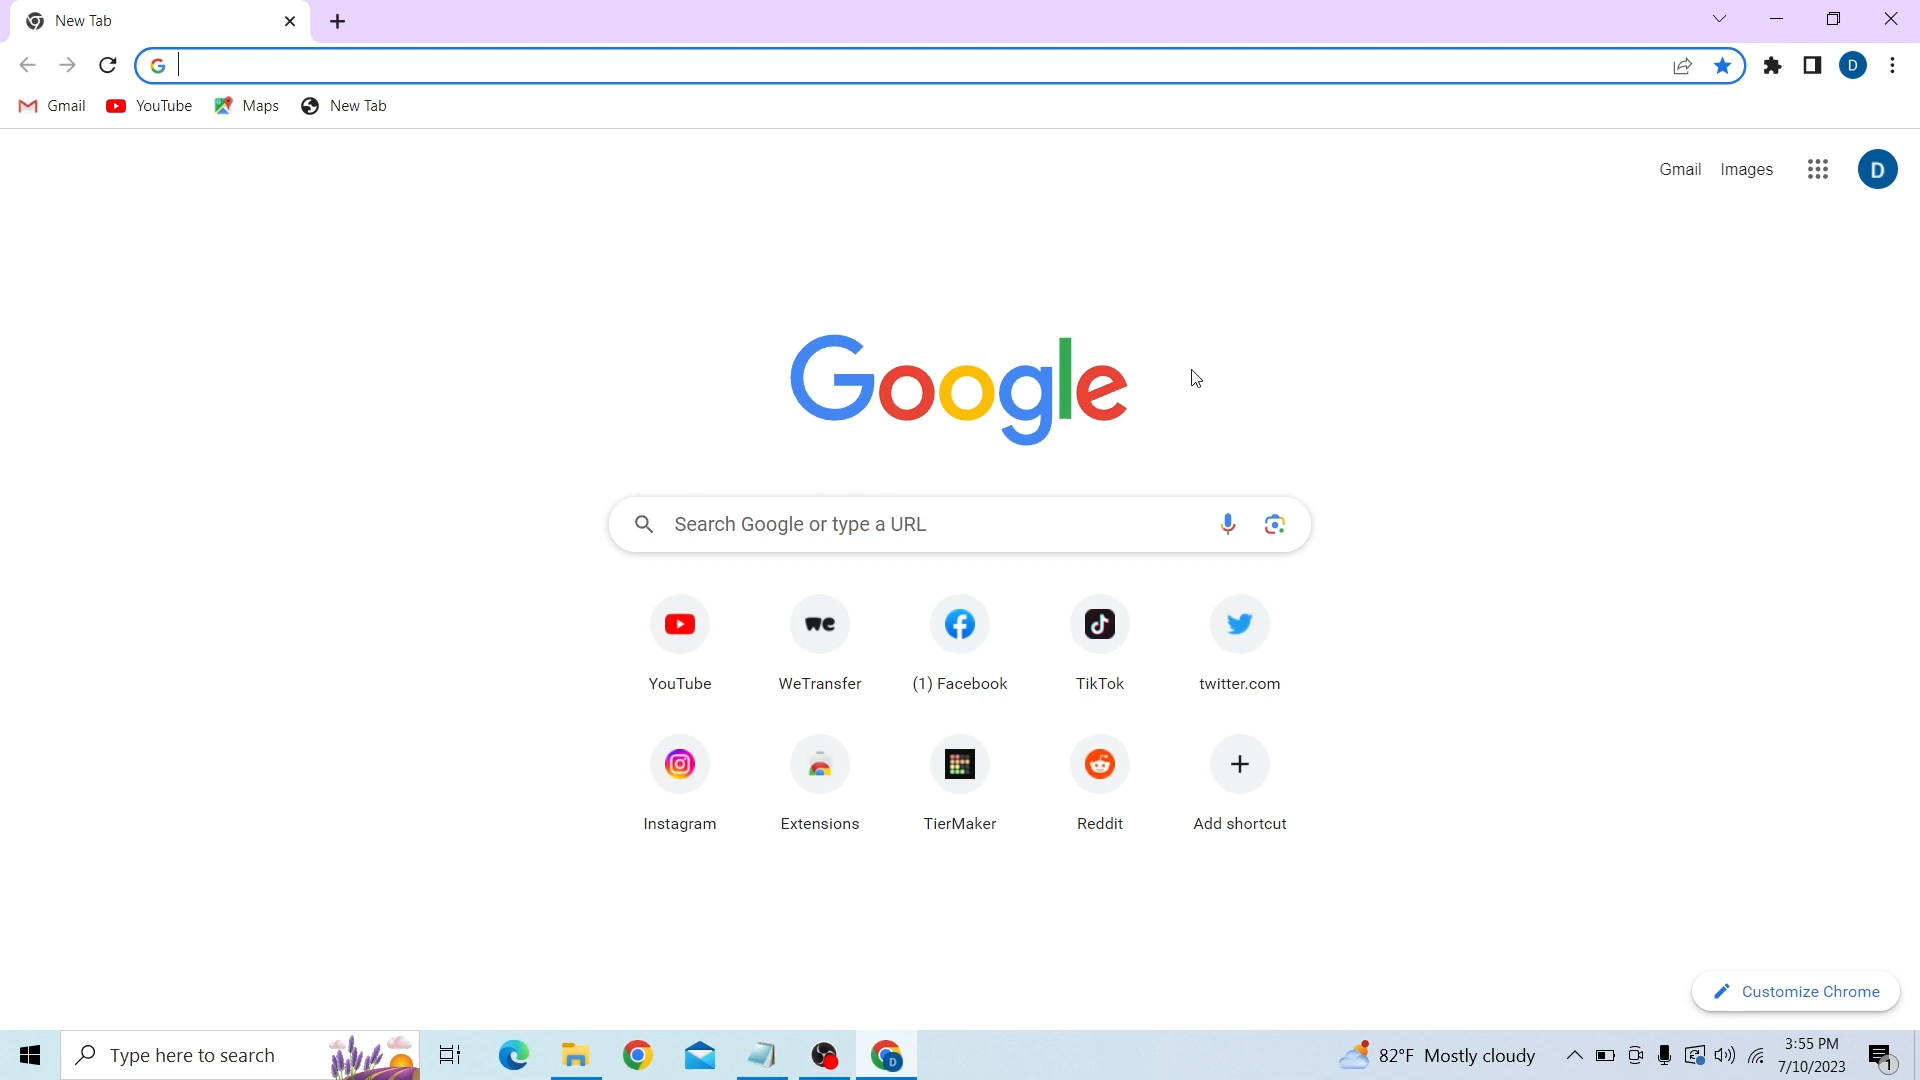 New Tab
Gmail YouTube Maps New Tab
D
Gmail Images D
Google
Search Google or type a URL
YouTube WeTransfer (1) Facebook TikTok twitter.com
Instagram Extensions TierMaker Reddit Add shortcut
Customize Chrome
Type here to search
82°F Mostly cloudy
3:55 PM
7/10/2023
1